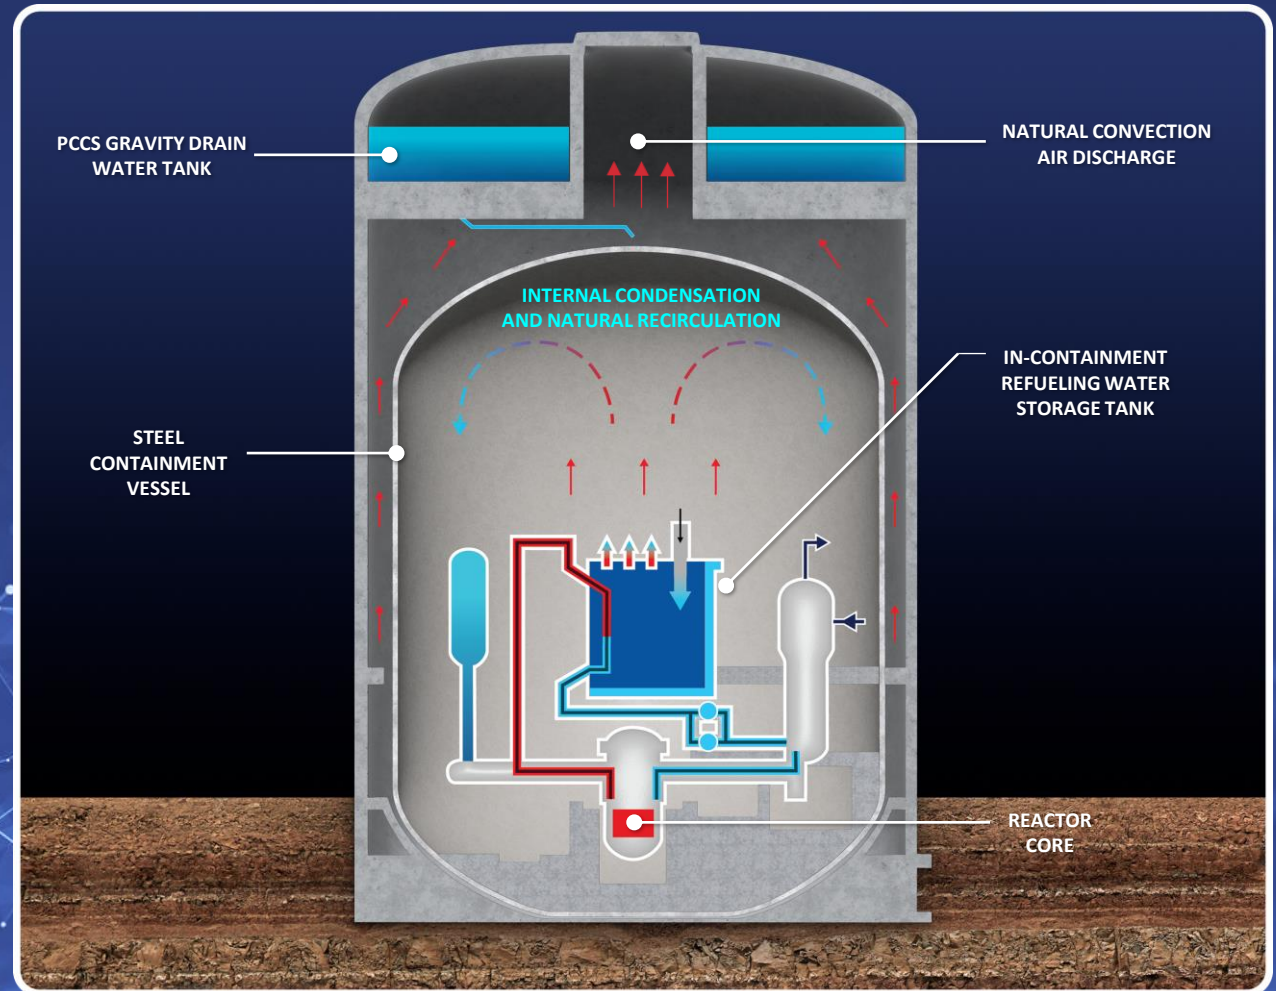 PCCS GRAVITY DRAIN
WATER TANK
NATURAL CONVECTION
AIR DISCHARGE
INTERNAL CONDENSATION
AND NATURAL RECIRCULATION
IN-CONTAINMENT
REFUELING WATER
STORAGE TANK
STEEL
CONTAINMENT
VESSEL
REACTOR
CORE